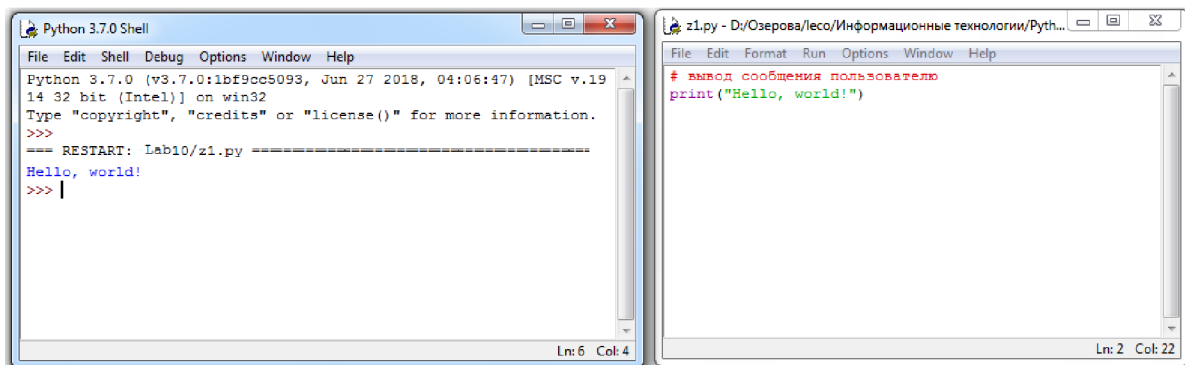 Python 3.7.0 Shell
File Edit Shell Debug Options Window Help
Python 3.7.0 (v3.7.0:1bf9cc5093, Jun 27 2018, 04:06:47) [MSC v.19
14 32 bit (Intel)] on win32
Type "copyright", "credits" or "license()" for more information.
>>>
=== RESTART: Lab10/z1.py =====================================
Hello, world!
>>>
Ln: 6 Col: 4
z1.py - D:/Озерова/leco/Информационные технологии/Pyth...
File Edit Format Run Options Window Help
# вывод сообщения пользователю
print("Hello, world!")
Ln: 2 Col: 22